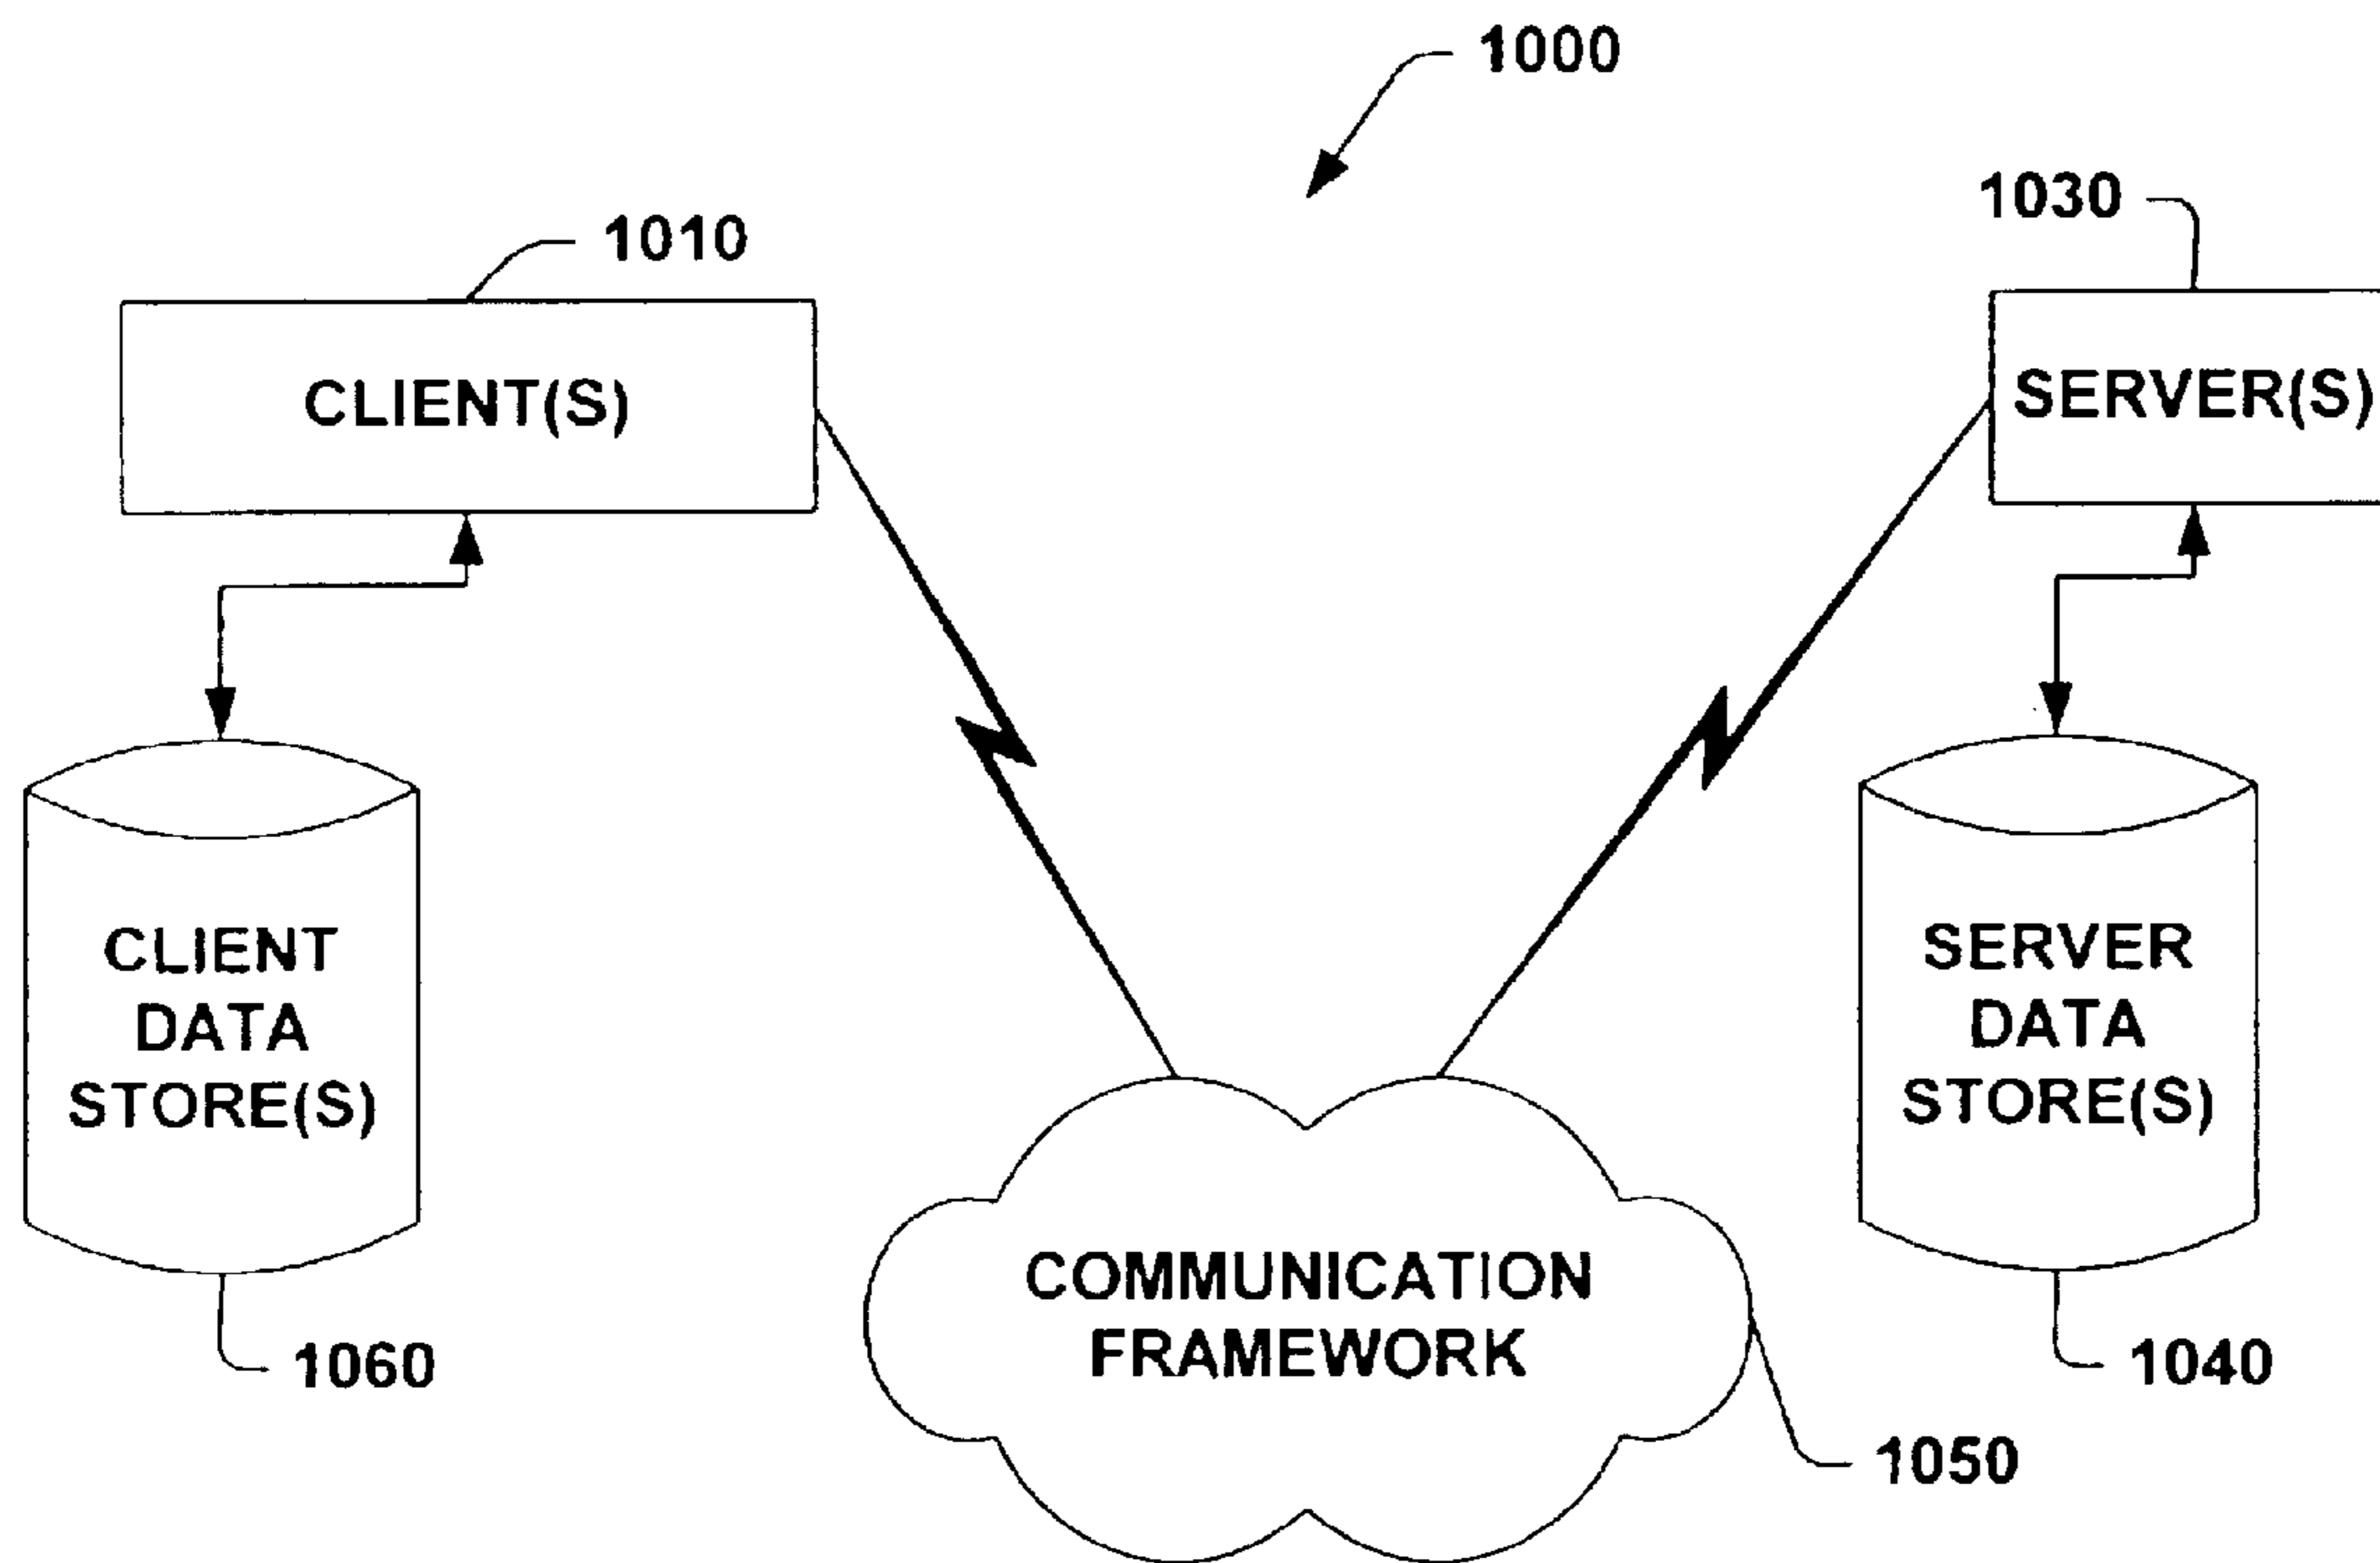 1000
1010
1030
CLIENT(S)
SERVER(S)
CLIENT
DATA
STORE(S)
SERVER
DATA
STORE(S)
COMMUNICATION
FRAMEWORK
1060
1040
1050